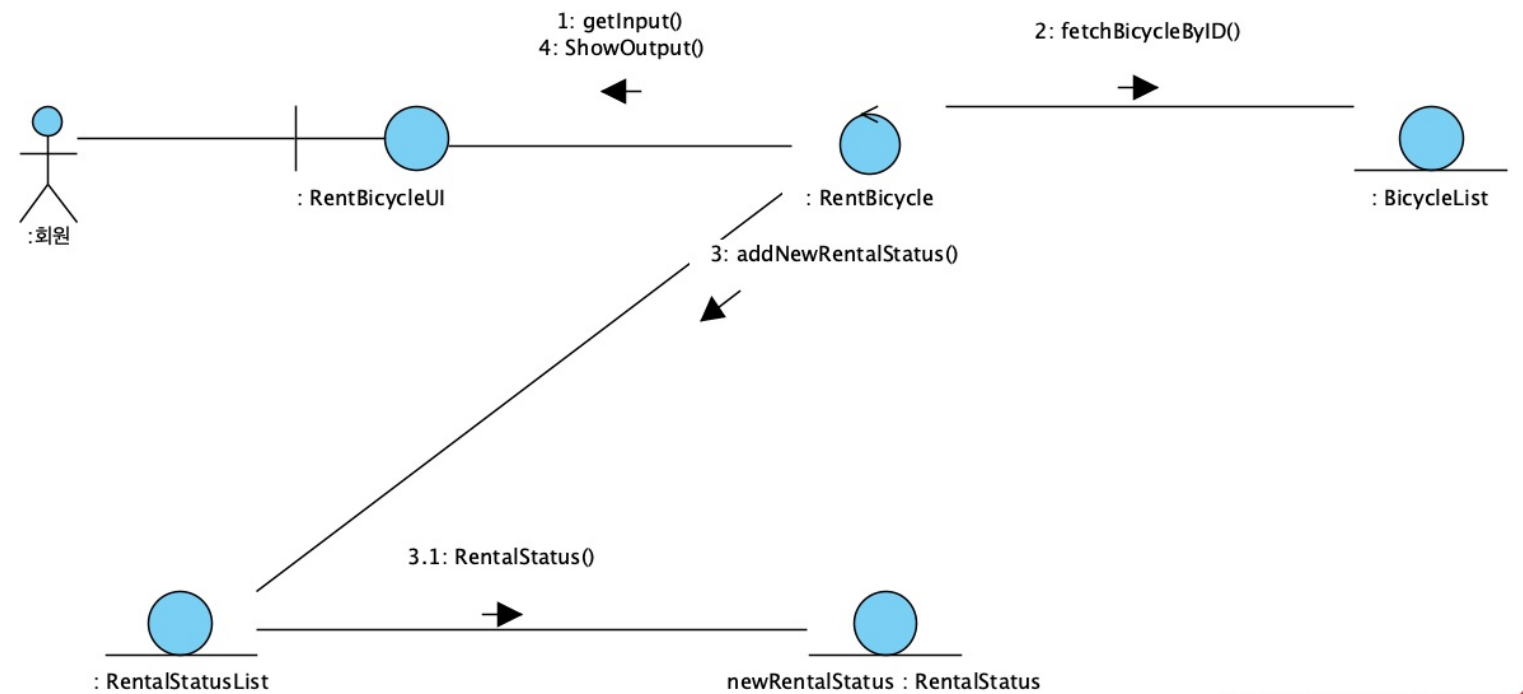 1: getInput()
4: ShowOutput()
2: fetchBicycleByID()
: RentBicycleUI
: RentBicycle
: BicycleList
:회원
3: addNewRentalStatus()
3.1: RentalStatus()
: RentalStatusList
newRentalStatus : RentalStatus